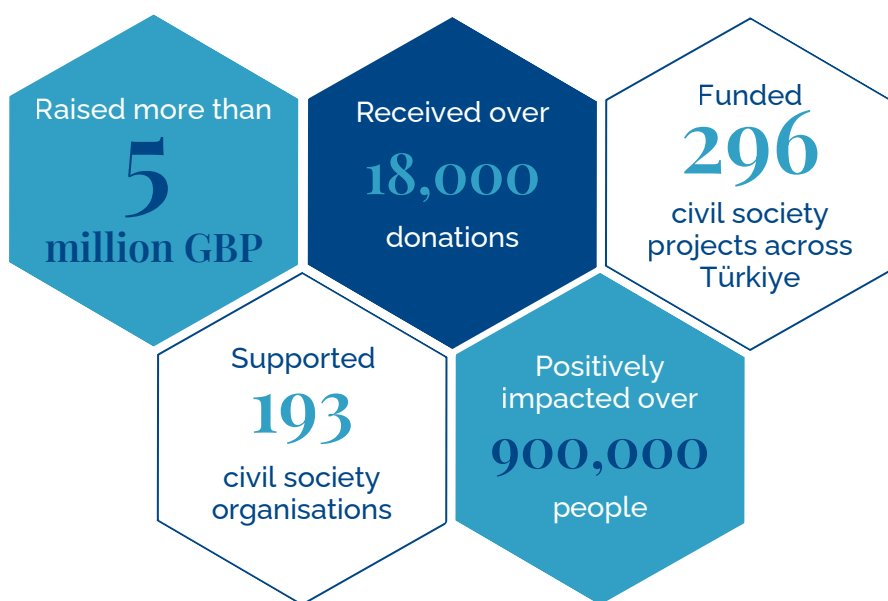 Raised more than
5
million GBP
Received over
18,000
donations
Funded
296
civil society
projects across
Türkiye
Supported
193
civil society
organisations
Positively
impacted over
900,000
people